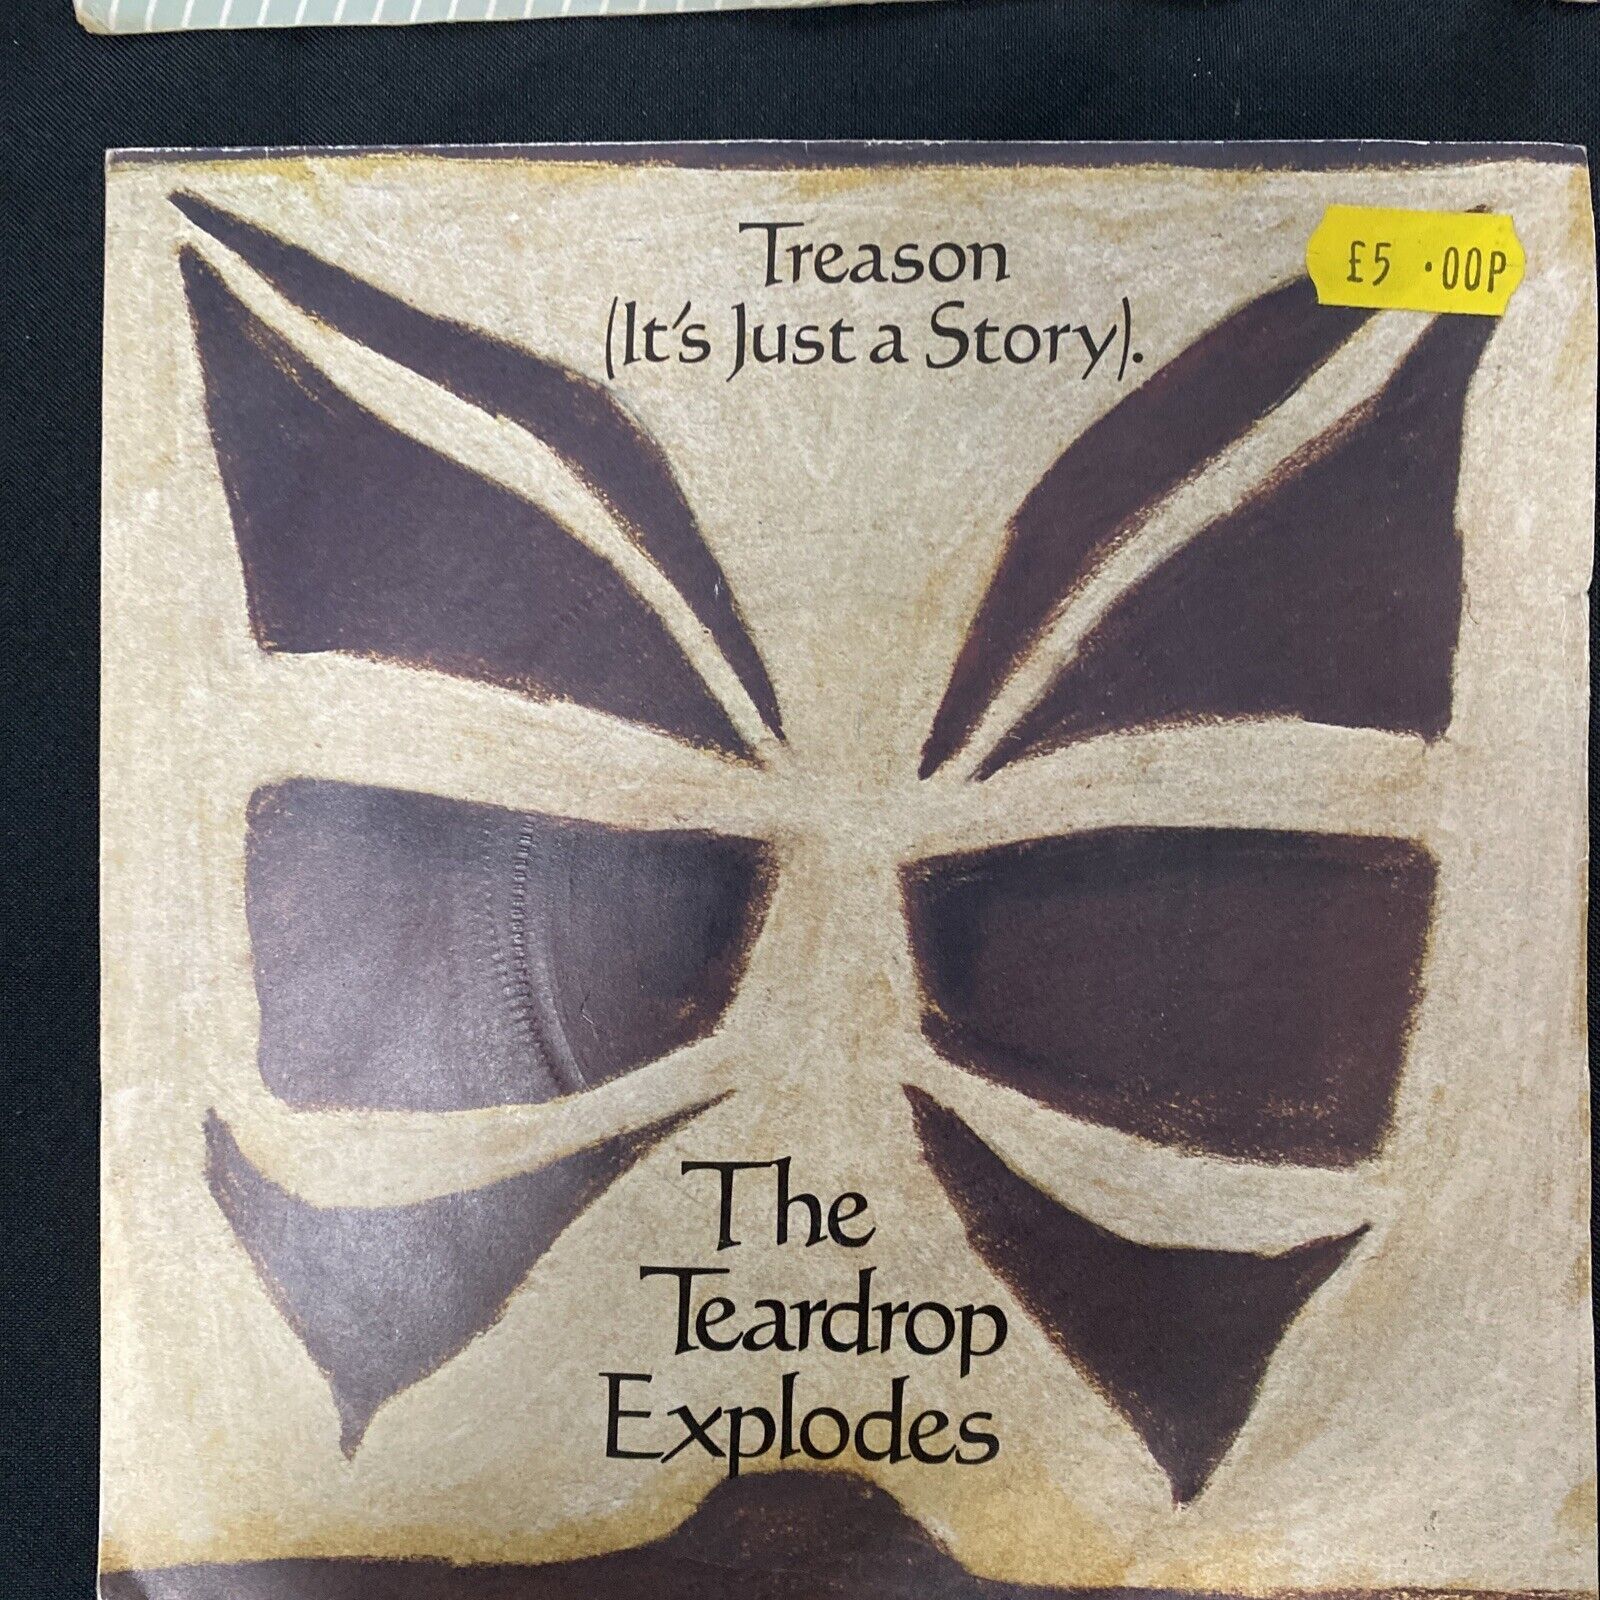 Treason
(It's Just a Story).
£5 .00P
The
Teardrop
Explodes